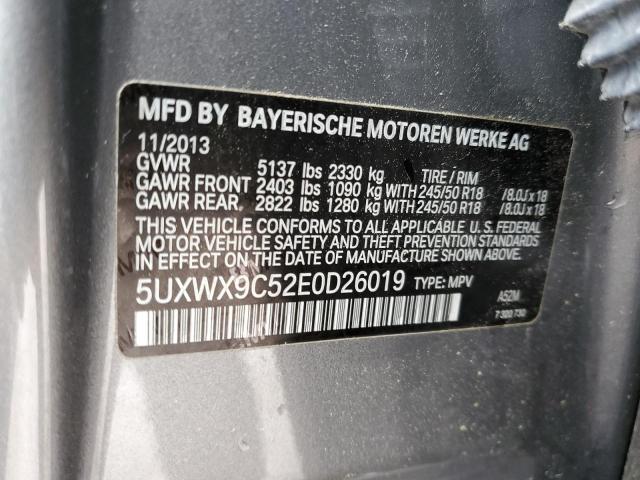 MFD BY BAYERISCHE MOTOREN WERKE AG
11/2013
GVWR 5137 lbs 2330 kg TIRE / RIM
GAWR FRONT 2403 lbs 1090 kg WITH 245/50 R18 /8.0J x 18
GAWR REAR. 2822 lbs 1280 kg WITH 245/50 R18 /8.0J x 18
THIS VEHICLE CONFORMS TO ALL APPLICABLE U. S. FEDERAL
MOTOR VEHICLE SAFETY AND THEFT PREVENTION STANDARDS
IN EFFECT ON THE DATE OF MANUFACTURE SHOWN ABOVE.
5UXWX9C52E0D26019 TYPE: MPV
A52M
7 320 730